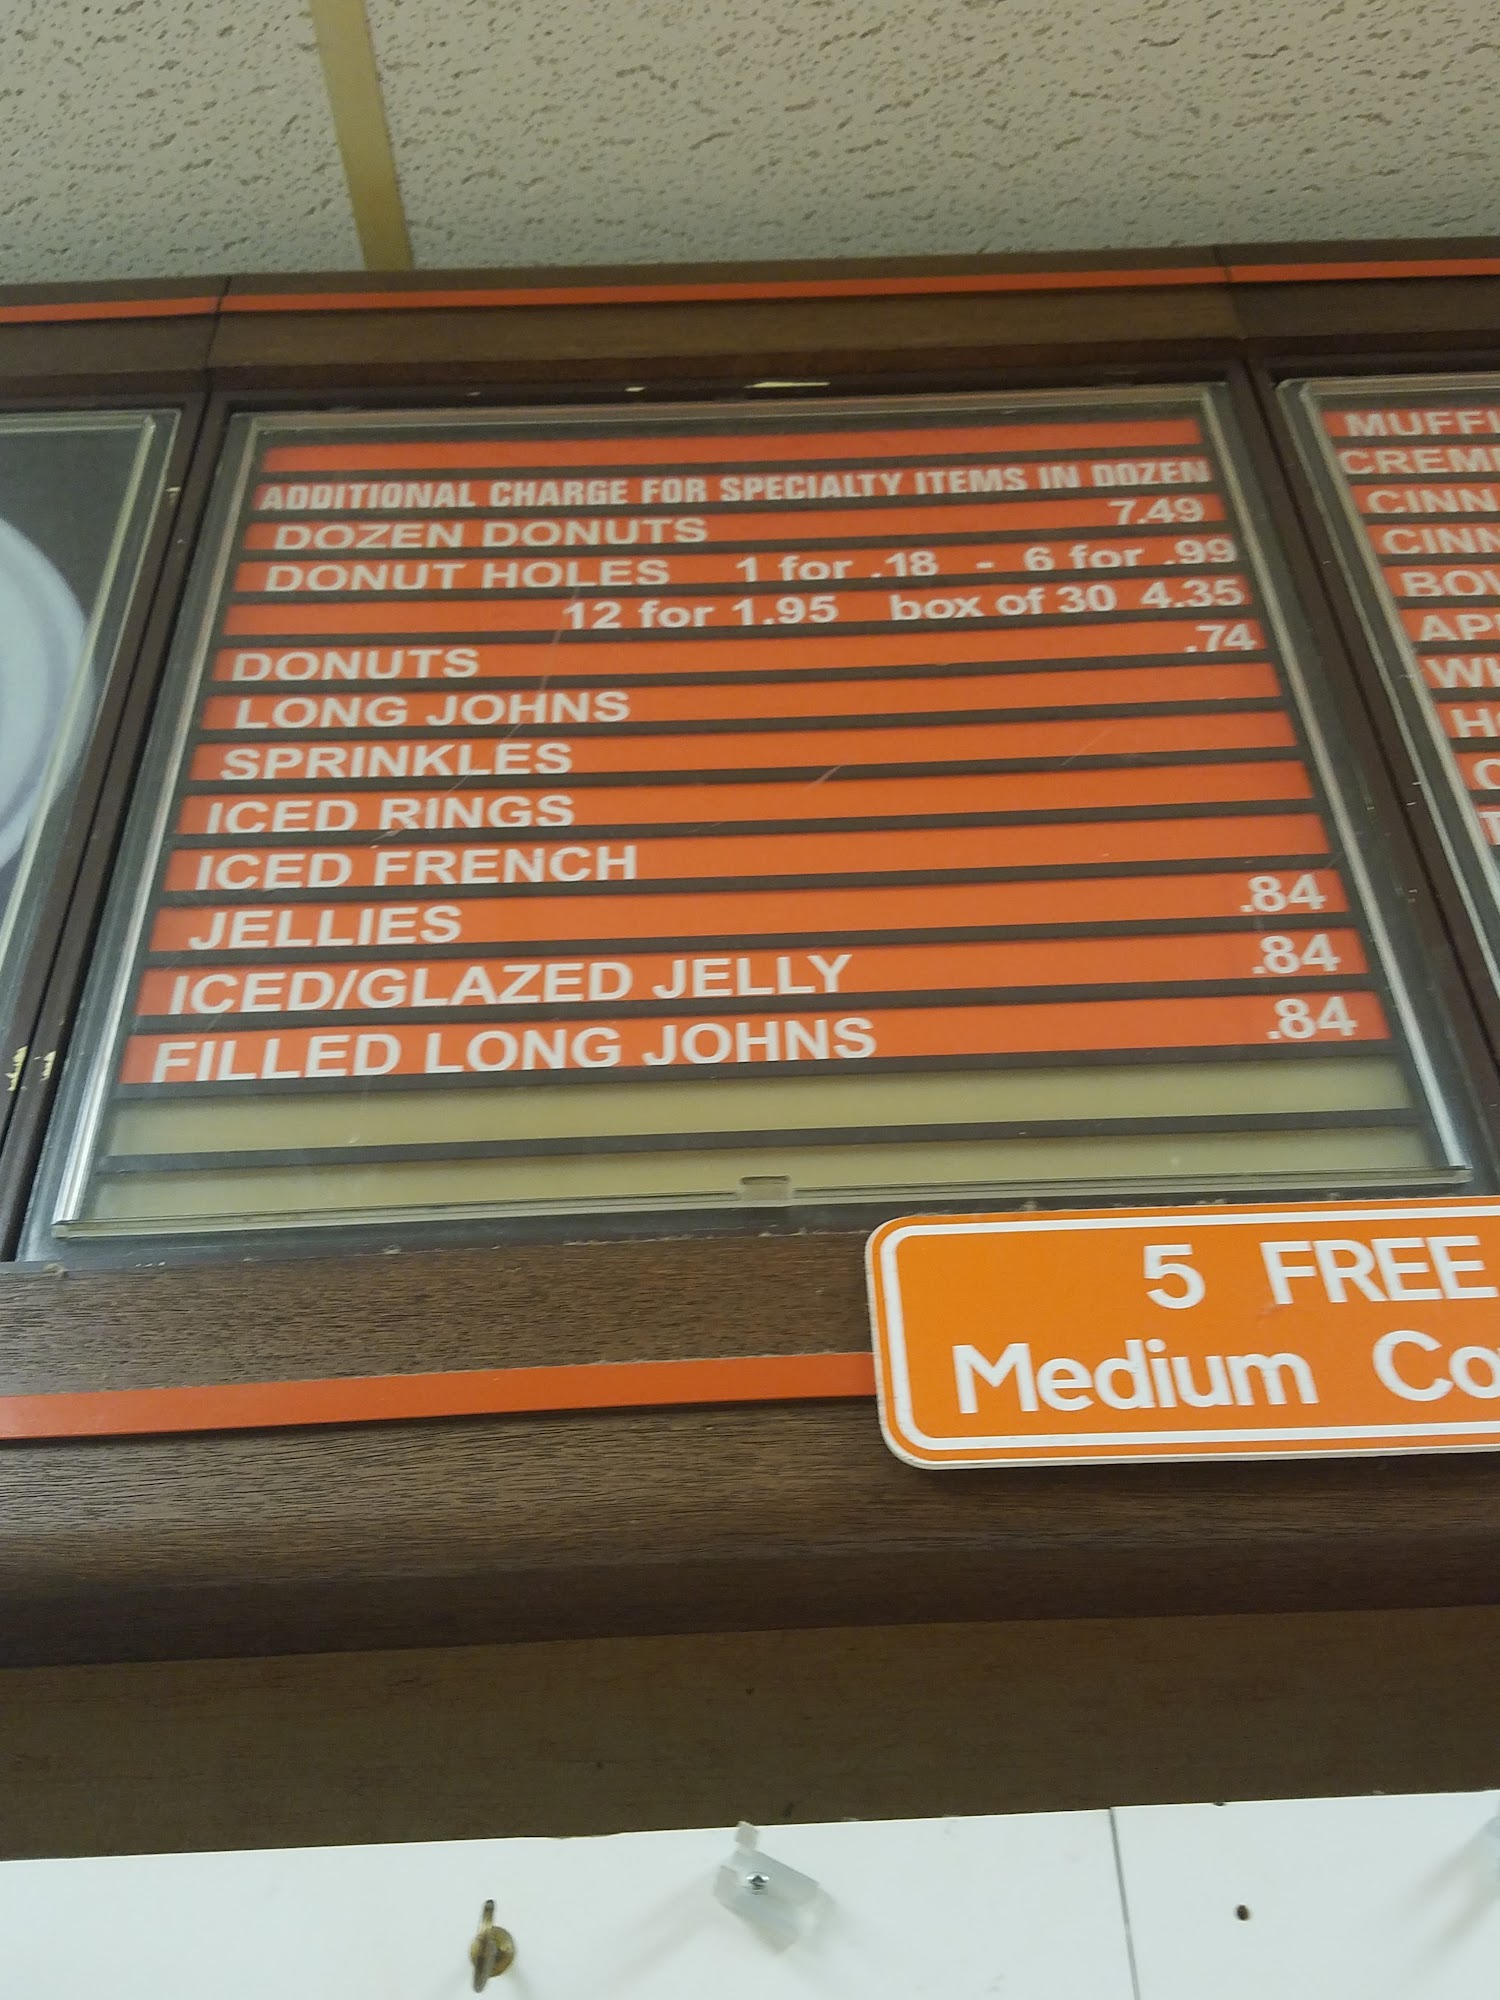 ADDITIONAL CHARGE FOR SPECIALTY ITEMS IN DOZEN
DOZEN DONUTS 7.49
DONUT HOLES 1 for .18 - 6 for .99
12 for 1.95 box of 30 4.35
DONUTS .74
LONG JOHNS
SPRINKLES
ICED RINGS
ICED FRENCH
JELLIES .84
ICED/GLAZED JELLY .84
FILLED LONG JOHNS .84
5 FREE
Medium